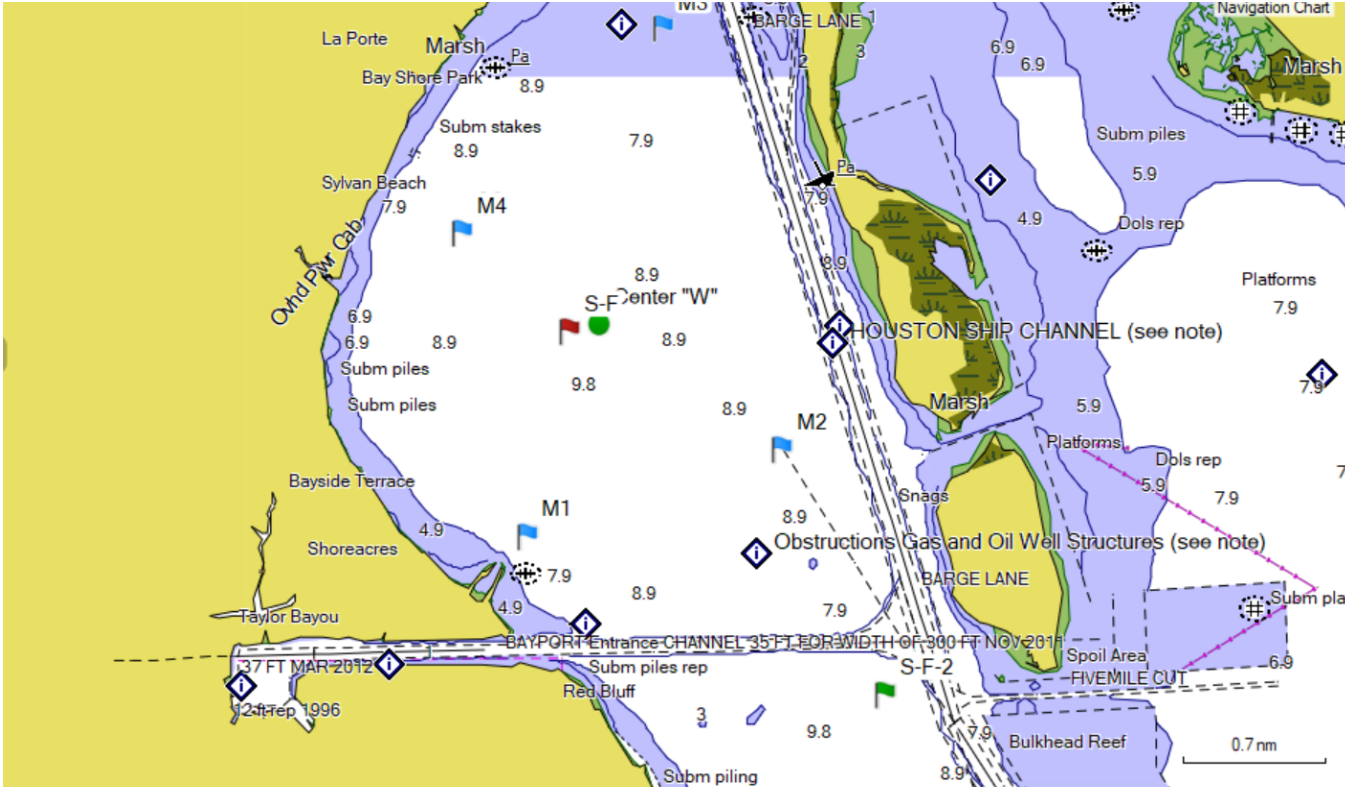 M3
BARGE LANE
1
Navigation Chart
La Porte
Marsh
Pa
Bay Shore Park
8.9
2
3
6.9
6.9
Marsh
Subm stakes
8.9
7.9
Subm piles
5.9
Sylvan Beach
7.9
Pa
7.9
4.9
M4
Dols rep
Ovhd Pwr Cab
8.9
8.9
Platforms
7.9
S-F
Center "W"
6.9
6.9
8.9
8.9
HOUSTON SHIP CHANNEL (see note)
Subm piles
9.8
7.9
Subm piles
8.9
Marsh
5.9
M2
Platforms
Dols rep
Bayside Terrace
5.9
7.9
7
Snags
M1
4.9
8.9
Shoreacres
Obstructions Gas and Oil Well Structures (see note)
7.9
BARGE LANE
8.9
4.9
7.9
Subm pla
Taylor Bayou
BAYPORT Entrance CHANNEL 35 FT FOR WIDTH OF 300 FT NOV 2011
37 FT MAR 2012
Subm piles rep
S-F-2
Spoil Area
6.9
Red Bluff
FIVEMILE CUT
12 ft rep 1996
3
9.8
7.9
Bulkhead Reef
0.7 nm
Subm piling
8.9